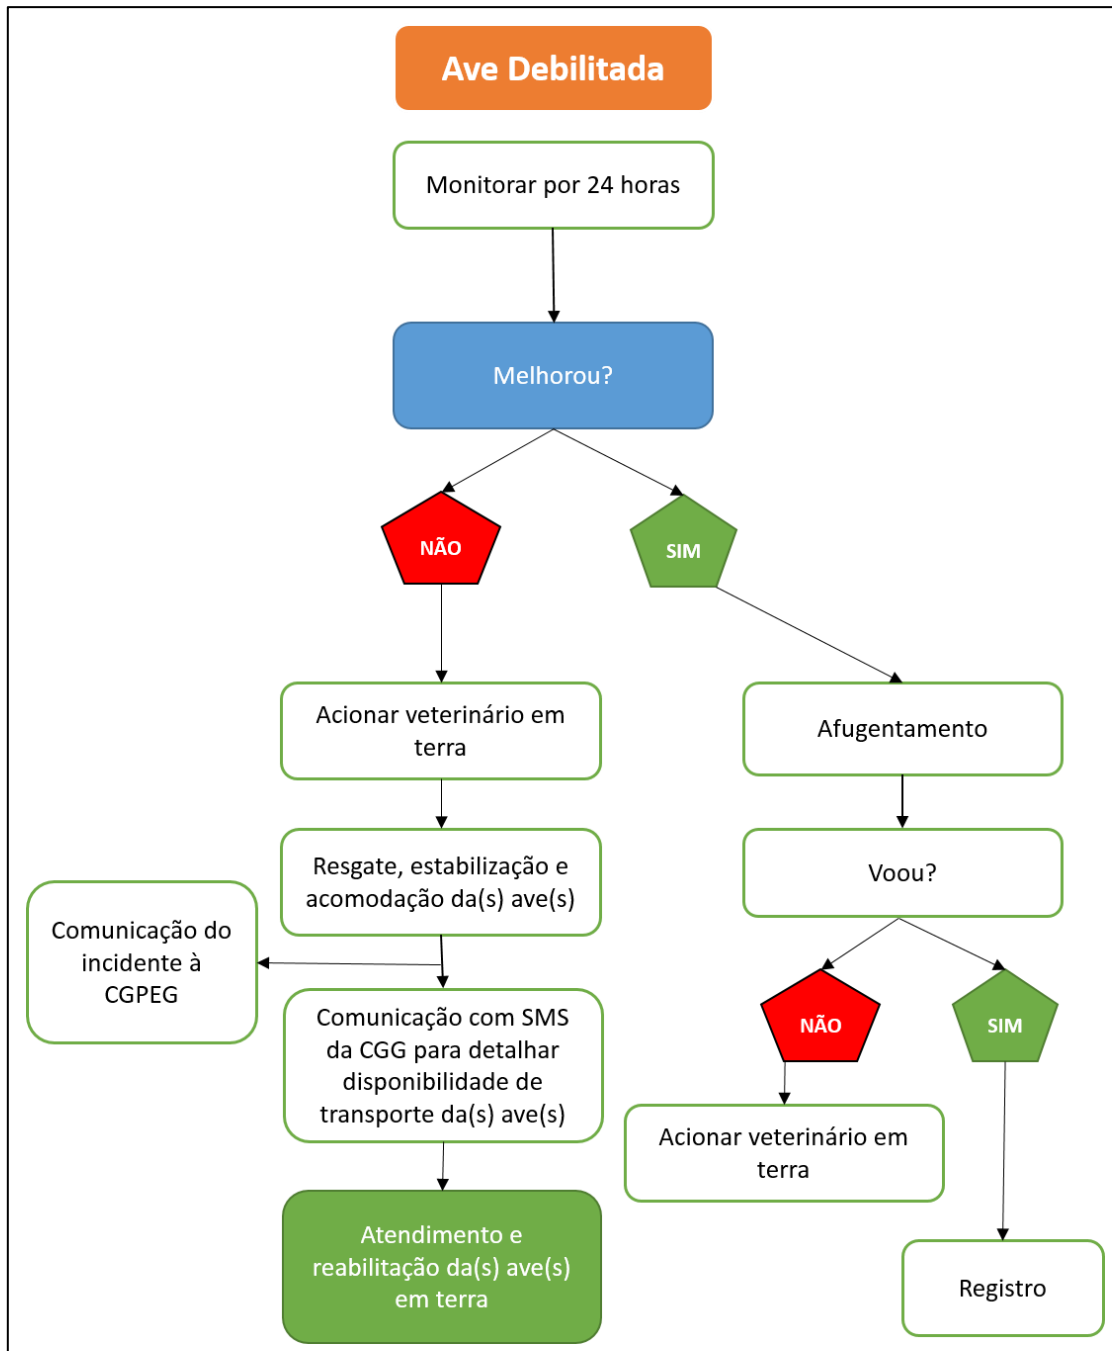 Ave Debilitada
Monitorar por 24 horas
Melhorou?
NÃO
SIM
Acionar veterinário em
terra
Afugentamento
Resgate, estabilização e
acomodação da(s) ave(s)
Voou?
Comunicação do
incidente à
CGPEG
Comunicação com SMS
da CGG para detalhar
disponibilidade de
transporte da(s) ave(s)
NÃO
SIM
Acionar veterinário em
terra
Atendimento e
reabilitação da(s) ave(s)
em terra
Registro